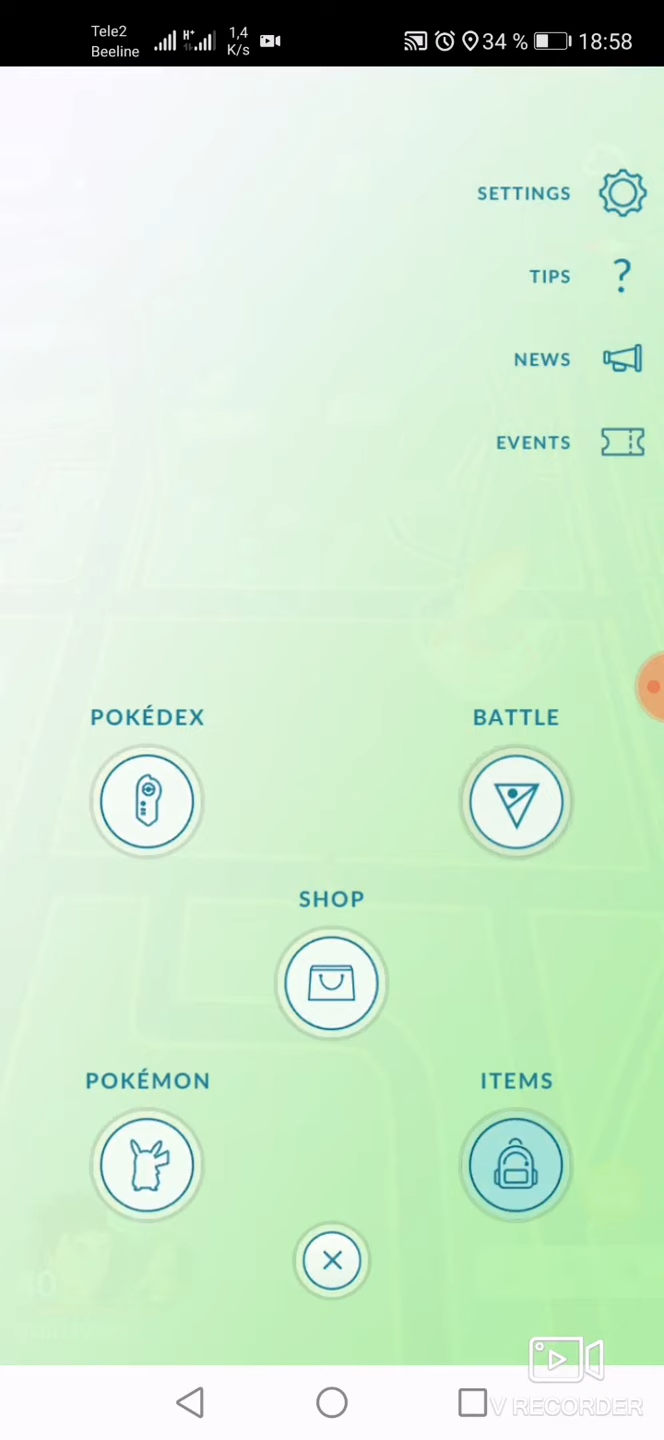 Tele2
Beeline
H+
1,4
K/s
34 %
18:58
SETTINGS
TIPS
?
NEWS
EVENTS
POKÉDEX
BATTLE
SHOP
POKÉMON
ITEMS
V RECORDER